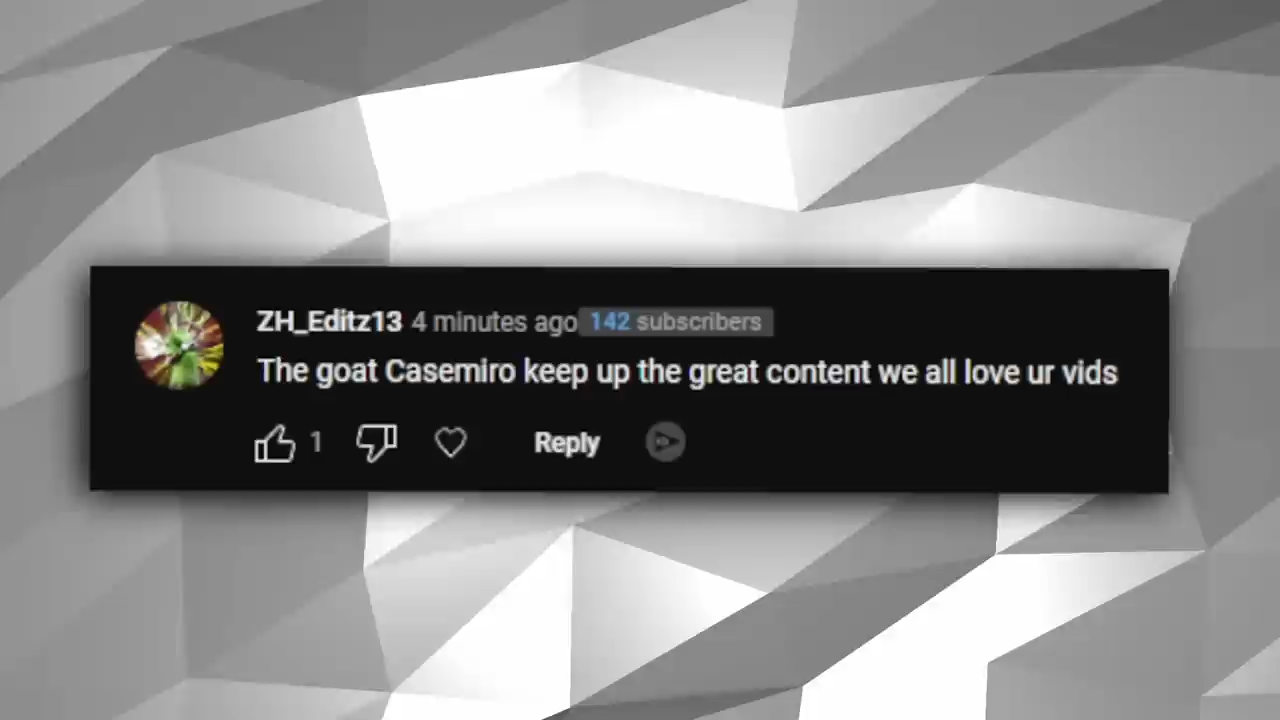 ZH_Editz13 4 minutes ago 142 subscribers
The goat Casemiro keep up the great content we all love ur vids
1 Reply